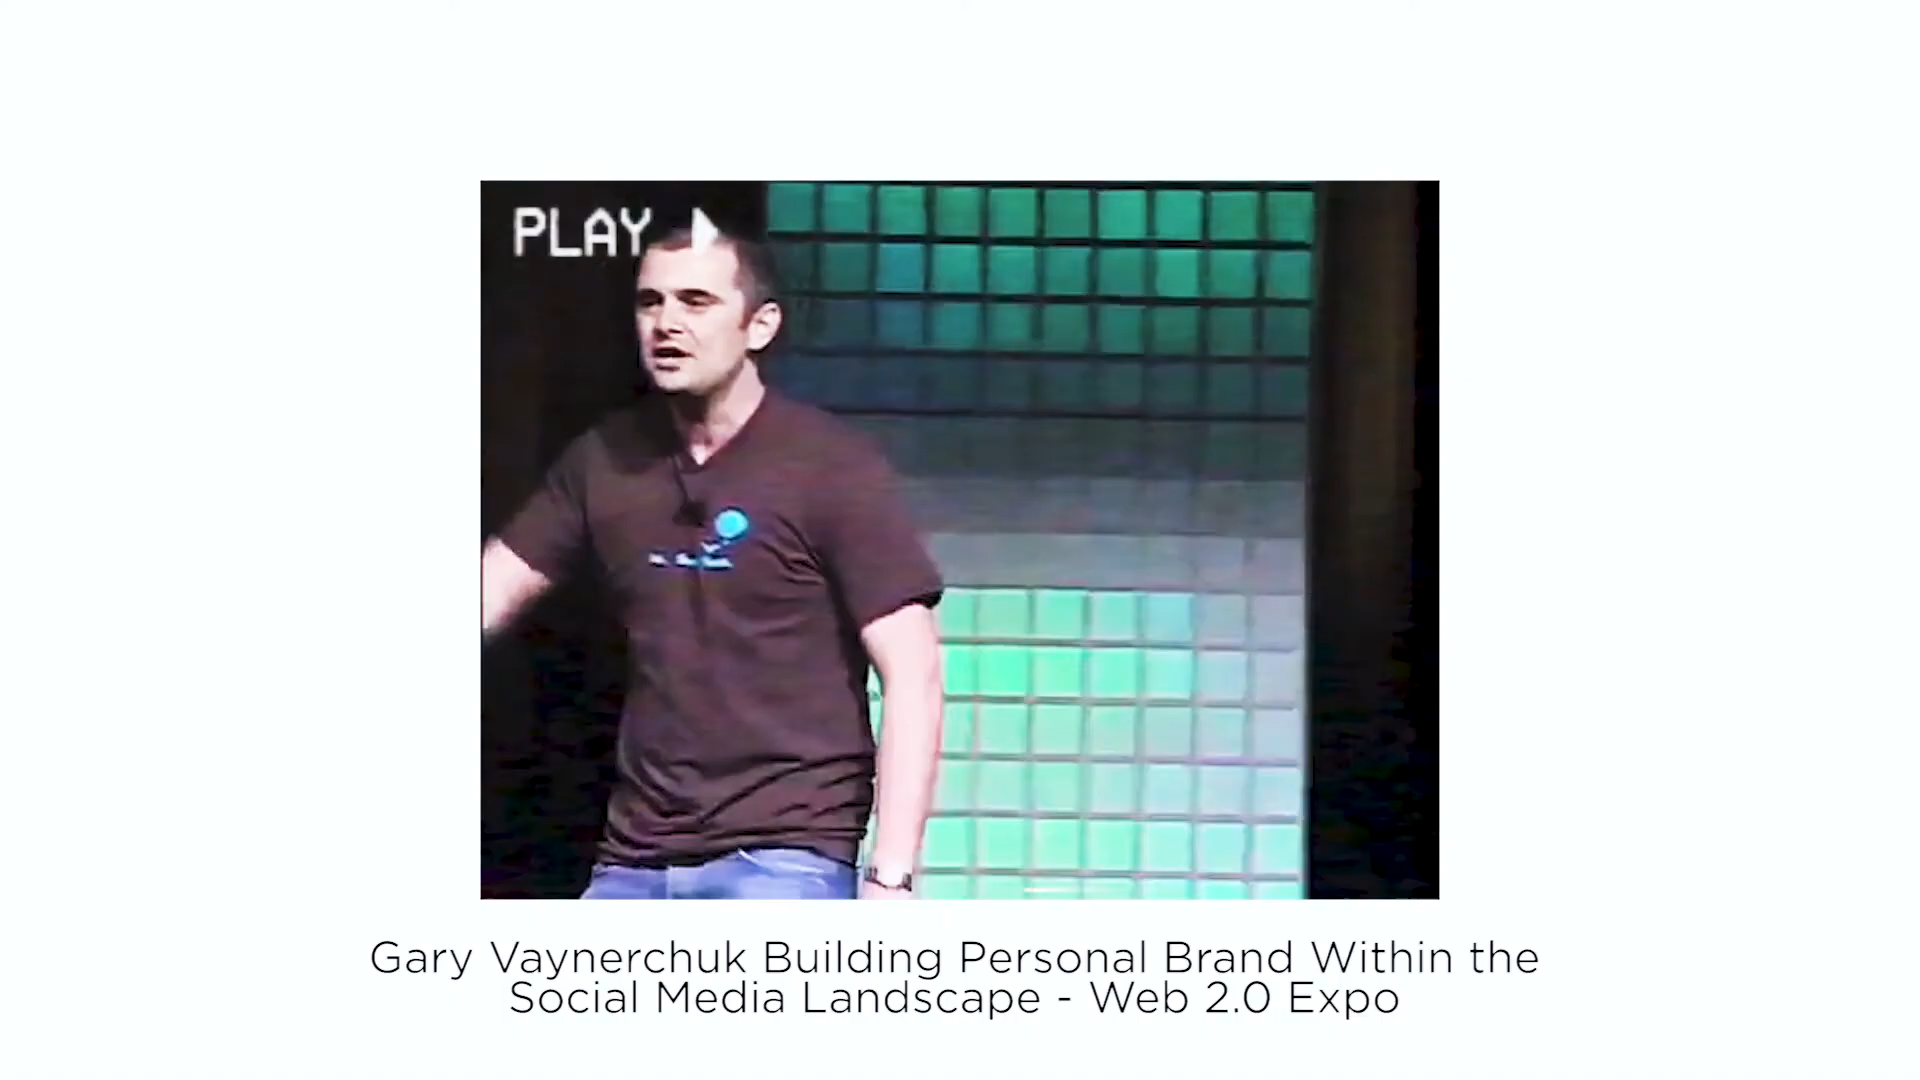 PLAY
Gary Vaynerchuk Building Personal Brand Within the
Social Media Landscape - Web 2.0 Expo